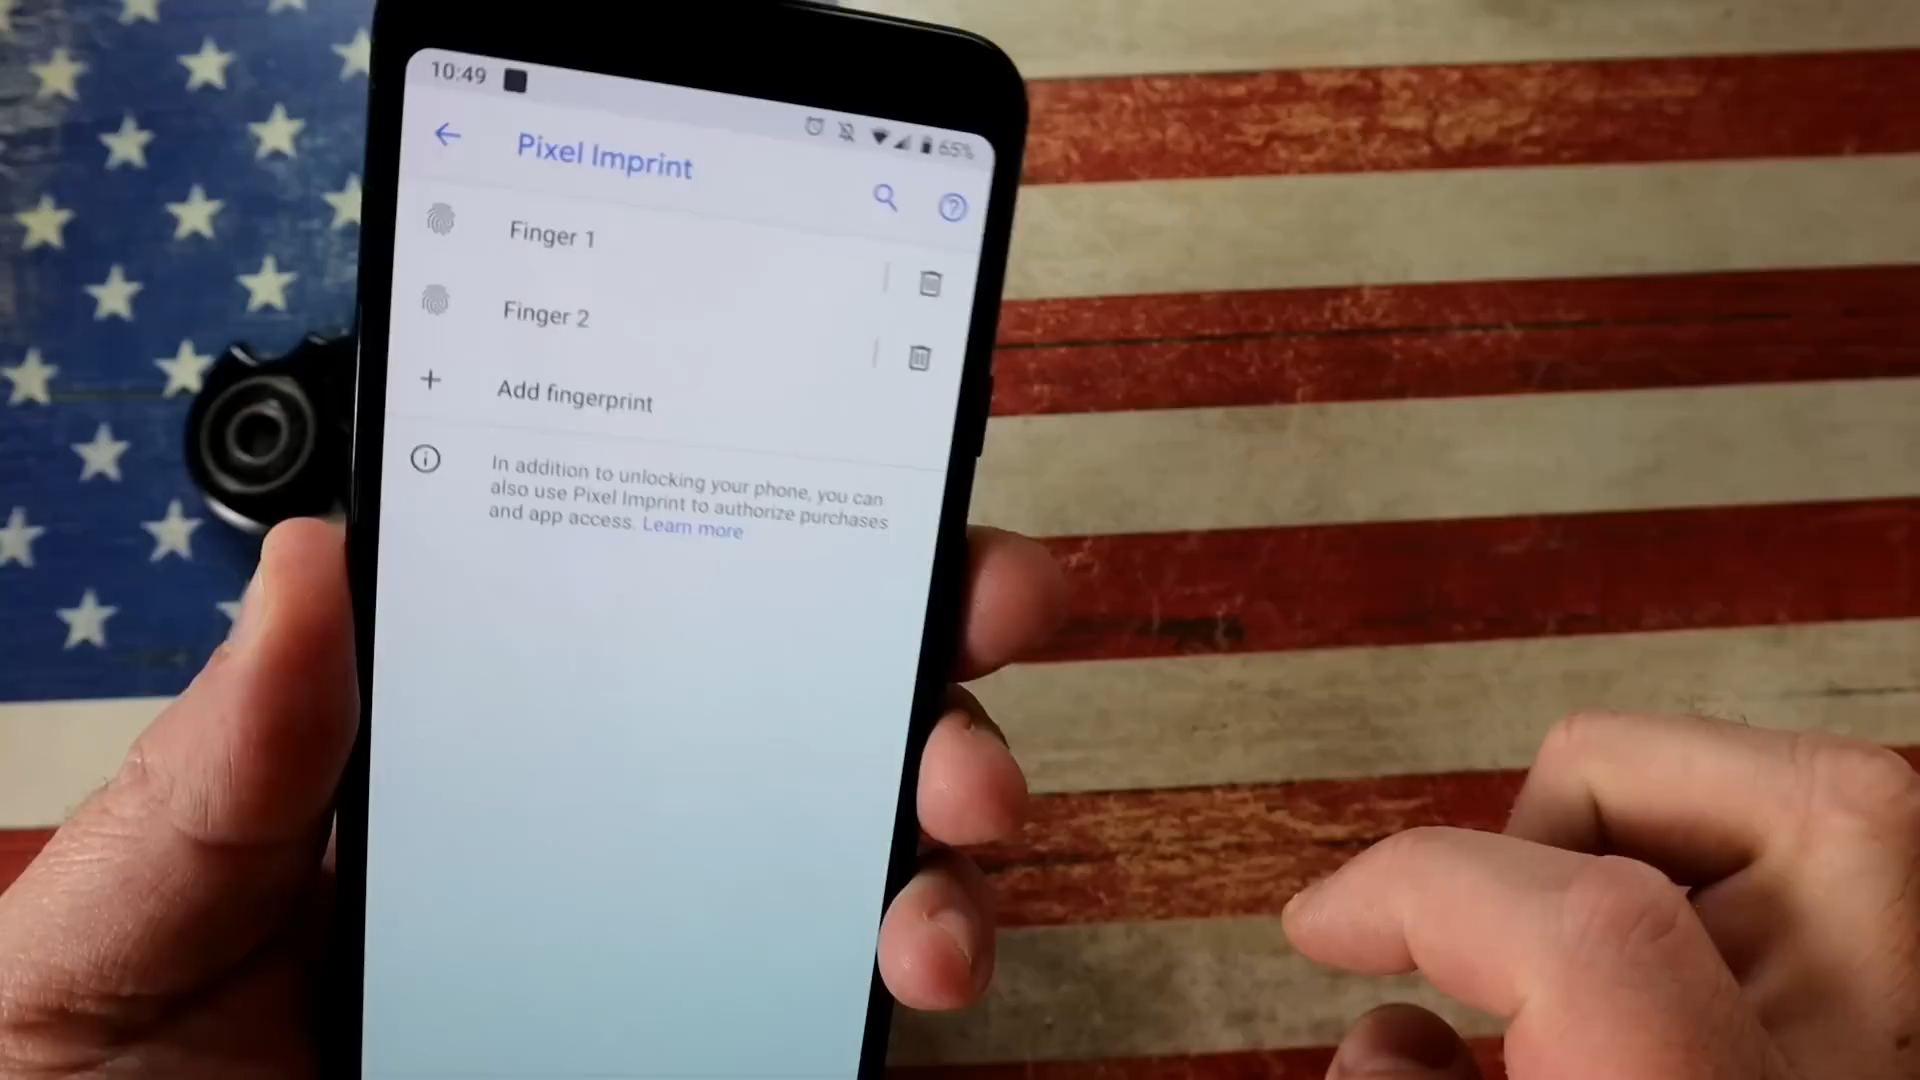 10:49
65%
Pixel Imprint
Finger 1
Finger 2
Add fingerprint
In addition to unlocking your phone, you can
also use Pixel Imprint to authorize purchases
and app access. Learn more